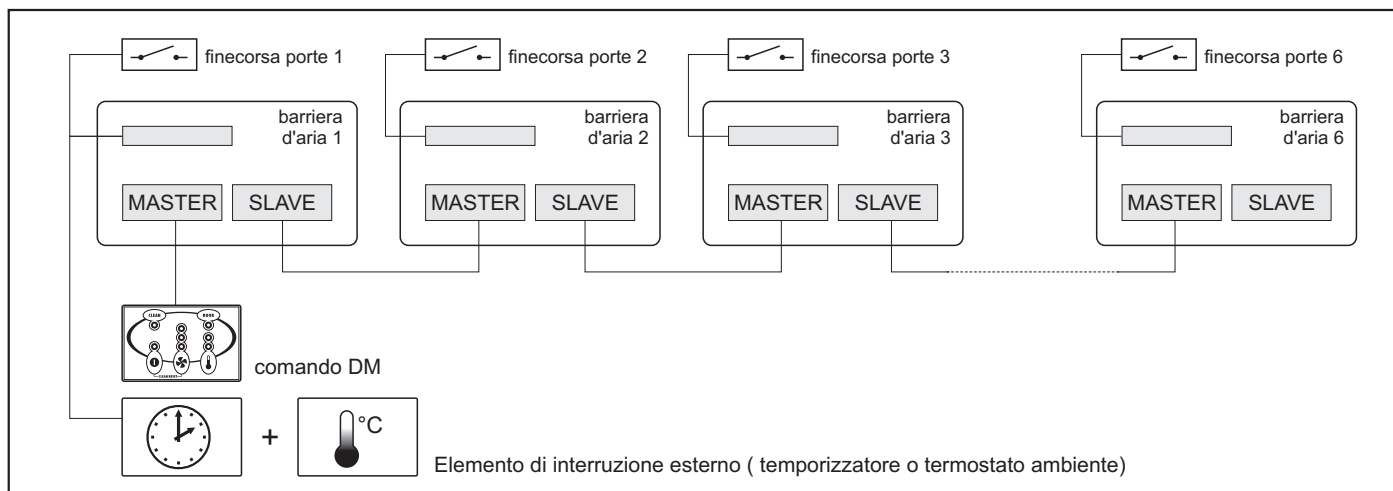 finecorsa porte 1
finecorsa porte 2
finecorsa porte 3
finecorsa porte 6
barriera
d'aria 1
barriera
d'aria 2
barriera
d'aria 3
barriera
d'aria 6
MASTER
SLAVE
MASTER
SLAVE
MASTER
SLAVE
MASTER
SLAVE
CLEAN
DOOR
comando DM
+
°C
Elemento di interruzione esterno ( temporizzatore o termostato ambiente)